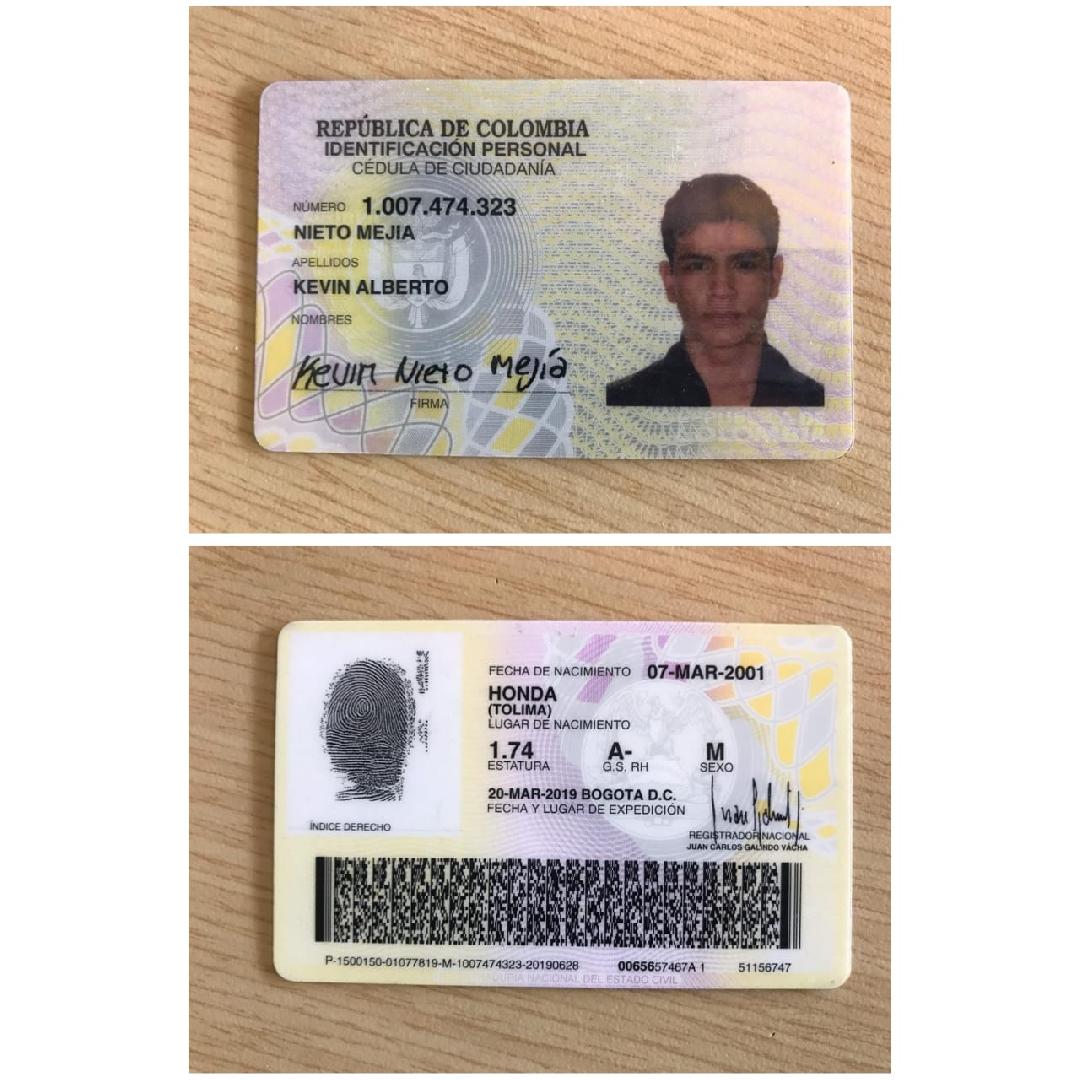 REPÚBLICA DE COLOMBIA
IDENTIFICACIÓN PERSONAL
CÉDULA DE CIUDADANÍA
NÚMERO 1.007.474.323
NIETO MEJIA
APELLIDOS
KEVIN ALBERTO
NOMBRES
Kevin Nieto Mejía
FIRMA
FECHA DE NACIMIENTO 07-MAR-2001
HONDA
(TOLIMA)
LUGAR DE NACIMIENTO
1.74 A- M
ESTATURA G.S. RH SEXO
20-MAR-2019 BOGOTA D.C.
FECHA Y LUGAR DE EXPEDICIÓN
ÍNDICE DERECHO
REGISTRADOR NACIONAL
JUAN CARLOS GALINDO VÁCHA
P-1500150-01077819-M-1007474323-20190628 0065657467A 1 51156747
NACIONAL DEL ESTADO CIVIL